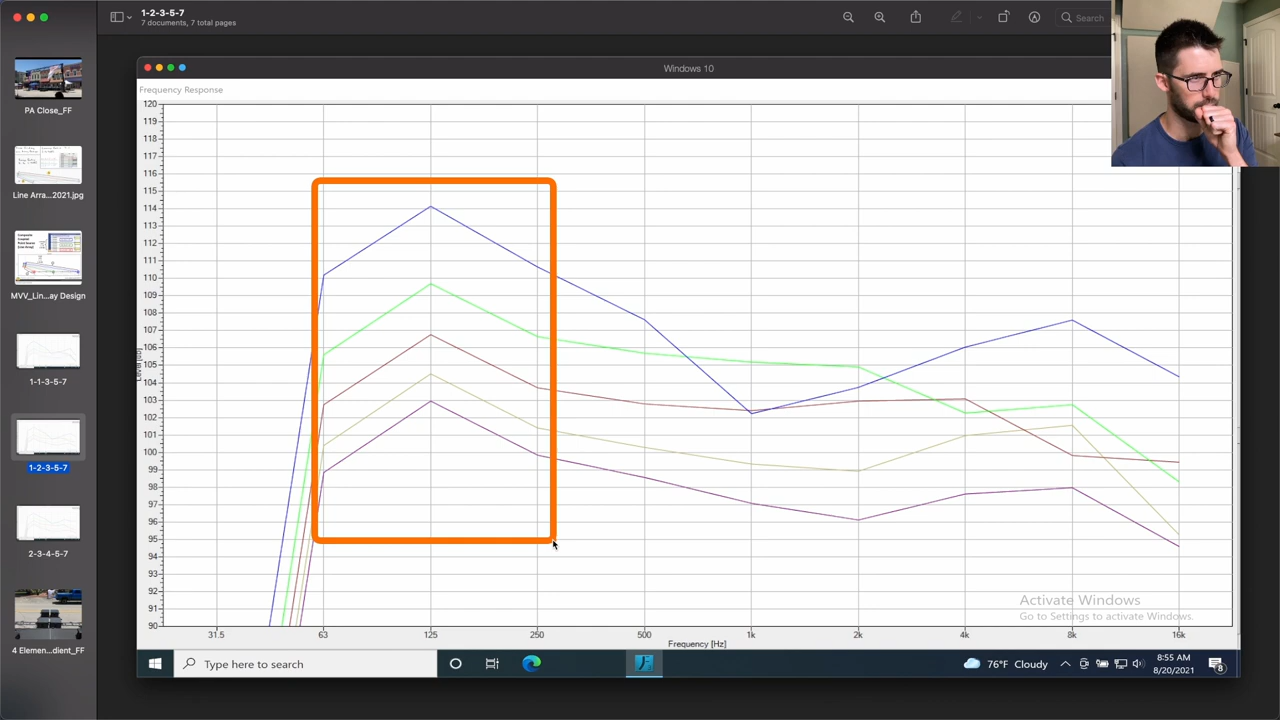 1-2-3-5-7
7 documents, 7 total pages
Search
PA Close_FF
Line Arra...2021.jpg
MVV_Lin...ay Design
1-1-3-5-7
1-2-3-5-7
2-3-4-5-7
4 Elemen...dient_FF
Windows 10
Frequency Response
120
119
118
117
116
115
114
113
112
111
110
109
108
107
106
105
104
103
102
101
100
99
98
97
96
95
94
93
92
91
90
31.5 63 125 250 500 1k 2k 4k 8k 16k
Frequency [Hz]
Activate Windows
Go to Settings to activate Windows.
Type here to search
76°F Cloudy
8:55 AM
8/20/2021
8